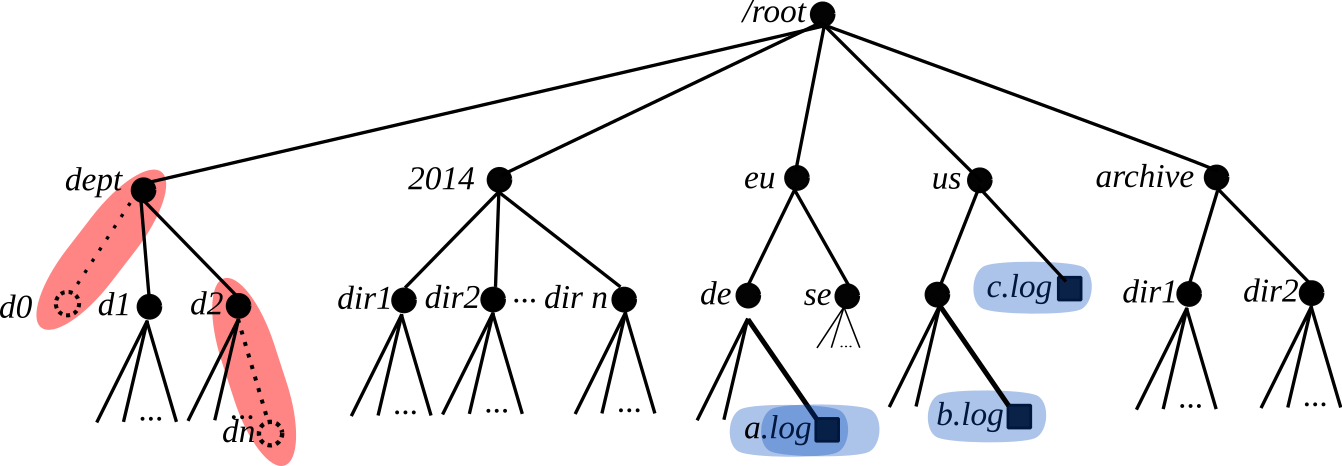 /root
dept
2014
eu
us
archive
d0
d1
d2
dir1
dir2
...
dir n
de
se
c.log
dir1
dir2
...
...
...
...
...
...
...
...
dn
a.log
b.log